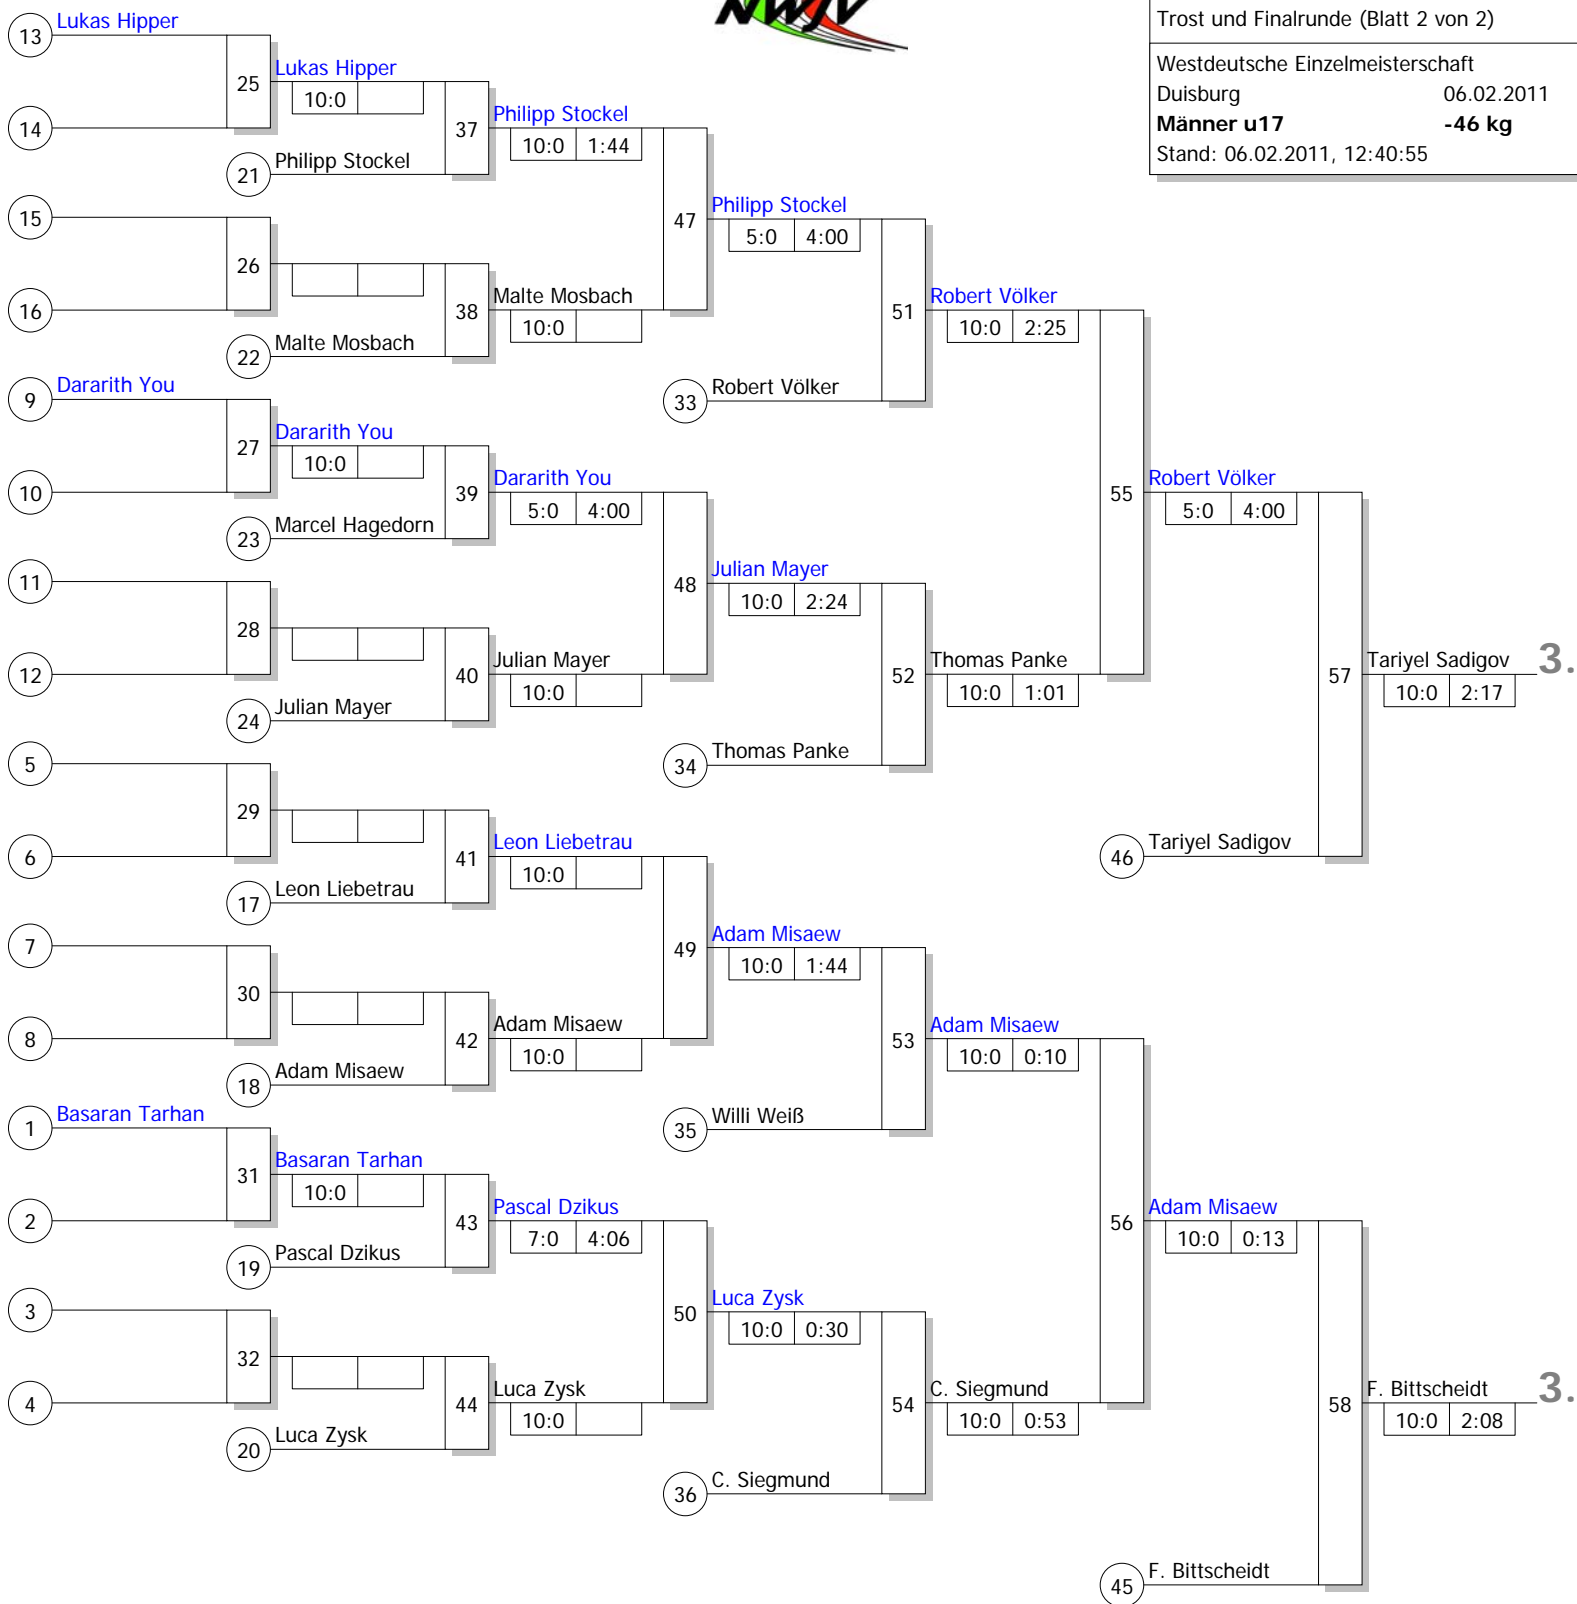 NWJV
Trost und Finalrunde (Blatt 2 von 2)
Westdeutsche Einzelmeisterschaft
Duisburg 06.02.2011
Männer u17 -46 kg
Stand: 06.02.2011, 12:40:55
13 Lukas Hipper
25 Lukas Hipper
10:0
14
37 Philipp Stockel
10:0 1:44
21 Philipp Stockel
15
47 Philipp Stockel
5:0 4:00
26
16
38 Malte Mosbach
10:0
22 Malte Mosbach
51 Robert Völker
10:0 2:25
33 Robert Völker
9 Dararith You
27 Dararith You
10:0
10
39 Dararith You
5:0 4:00
23 Marcel Hagedorn
55 Robert Völker
5:0 4:00
11
48 Julian Mayer
10:0 2:24
28
12
40 Julian Mayer
10:0
24 Julian Mayer
52 Thomas Panke
10:0 1:01
34 Thomas Panke
57 Tariyel Sadigov 3.
10:0 2:17
5
29
6
41 Leon Liebetrau
10:0
17 Leon Liebetrau
46 Tariyel Sadigov
7
49 Adam Misaew
10:0 1:44
30
8
42 Adam Misaew
10:0
18 Adam Misaew
53 Adam Misaew
10:0 0:10
35 Willi Weiß
1 Basaran Tarhan
31 Basaran Tarhan
10:0
2
43 Pascal Dzikus
7:0 4:06
19 Pascal Dzikus
56 Adam Misaew
10:0 0:13
3
50 Luca Zysk
10:0 0:30
32
4
44 Luca Zysk
10:0
20 Luca Zysk
54 C. Siegmund
10:0 0:53
36 C. Siegmund
58 F. Bittscheidt 3.
10:0 2:08
45 F. Bittscheidt